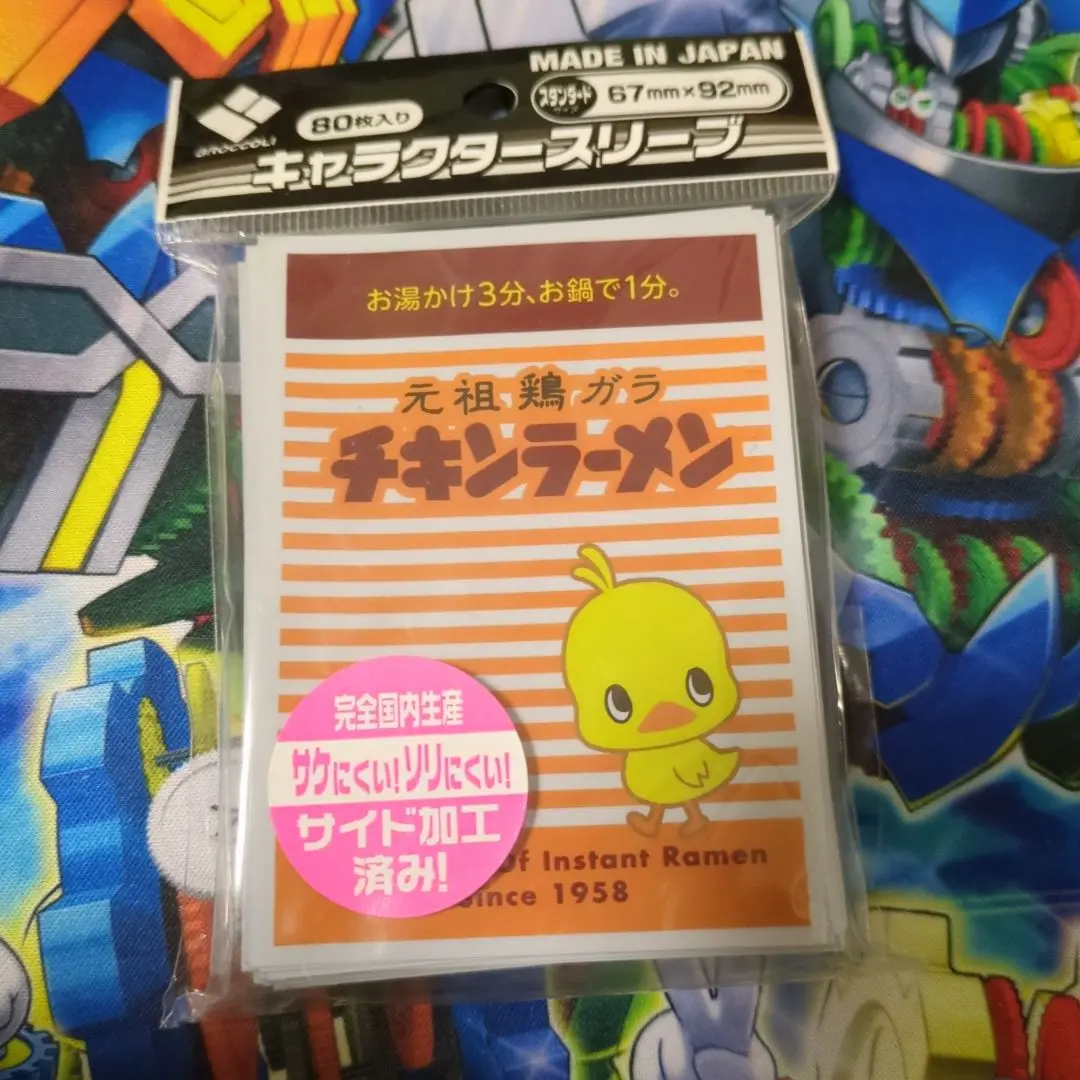 MADE IN JAPAN
スタンダード 67mm×92mm
80枚入り
BROCCOLI
キャラクタースリーブ
お湯かけ3分、お鍋で1分。
元祖鶏ガラ
チキンラーメン
完全国内生産
サケにくい!ソリにくい!
サイド加工
済み!
Of Instant Ramen
Since 1958